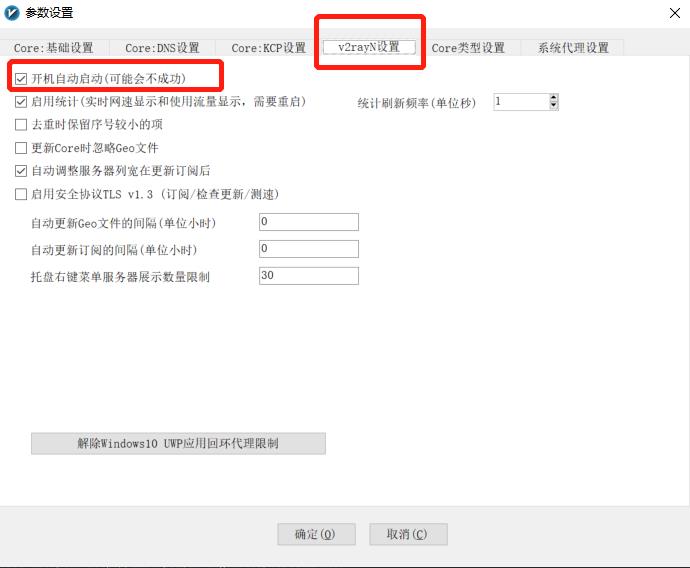 参数设置
Core:基础设置 Core:DNS设置 Core:KCP设置 v2rayN设置 Core类型设置 系统代理设置
开机自动启动(可能会不成功)
启用统计(实时网速显示和使用流量显示，需要重启) 统计刷新频率(单位秒) 1
去重时保留序号较小的项
更新Core时忽略Geo文件
自动调整服务器列宽在更新订阅后
启用安全协议TLS v1.3 (订阅/检查更新/测速)
自动更新Geo文件的间隔(单位小时) 0
自动更新订阅的间隔(单位小时) 0
托盘右键菜单服务器展示数量限制 30
解除Windows10 UWP应用回环代理限制
确定(O) 取消(C)